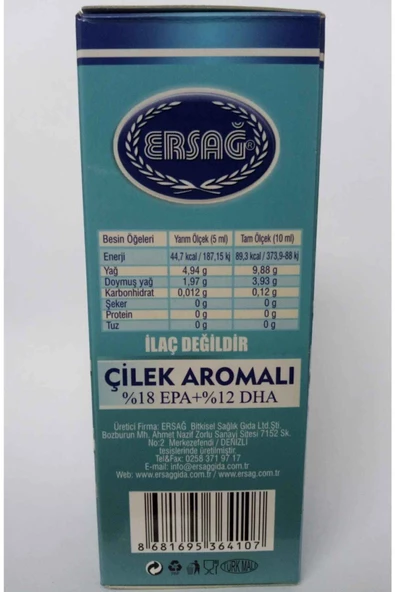 ERSAĞ®
Besin Öğeleri Yarım Ölçek (5 ml) Tam Ölçek (10 ml)
Enerji 44,7 kcal / 187,15 kj 89,3 kcal / 373,9-88 kj
Yağ 4,94 g 9,88 g
Doymuş yağ 1,97 g 3,93 g
Karbonhidrat 0,012 g 0,12 g
Şeker 0 g 0 g
Protein 0 g 0 g
Tuz 0 g 0 g
İLAÇ DEĞİLDİR
ÇİLEK AROMALI
%18 EPA+%12 DHA
Üretici Firma: ERSAĞ Bitkisel Sağlık Gıda Ltd.Şti.
Bozburun Mh. Ahmet Nazif Zorlu Sanayi Sitesi 7152 Sk.
No:2 Merkezefendi / DENİZLİ
tesislerinde üretilmiştir.
Tel&Fax: 0258 371 97 17
E-mail: info@ersaggida.com.tr
Web: www.ersaggida.com.tr / www.ersag.com.tr
8 681695 364107
TÜRK MALI